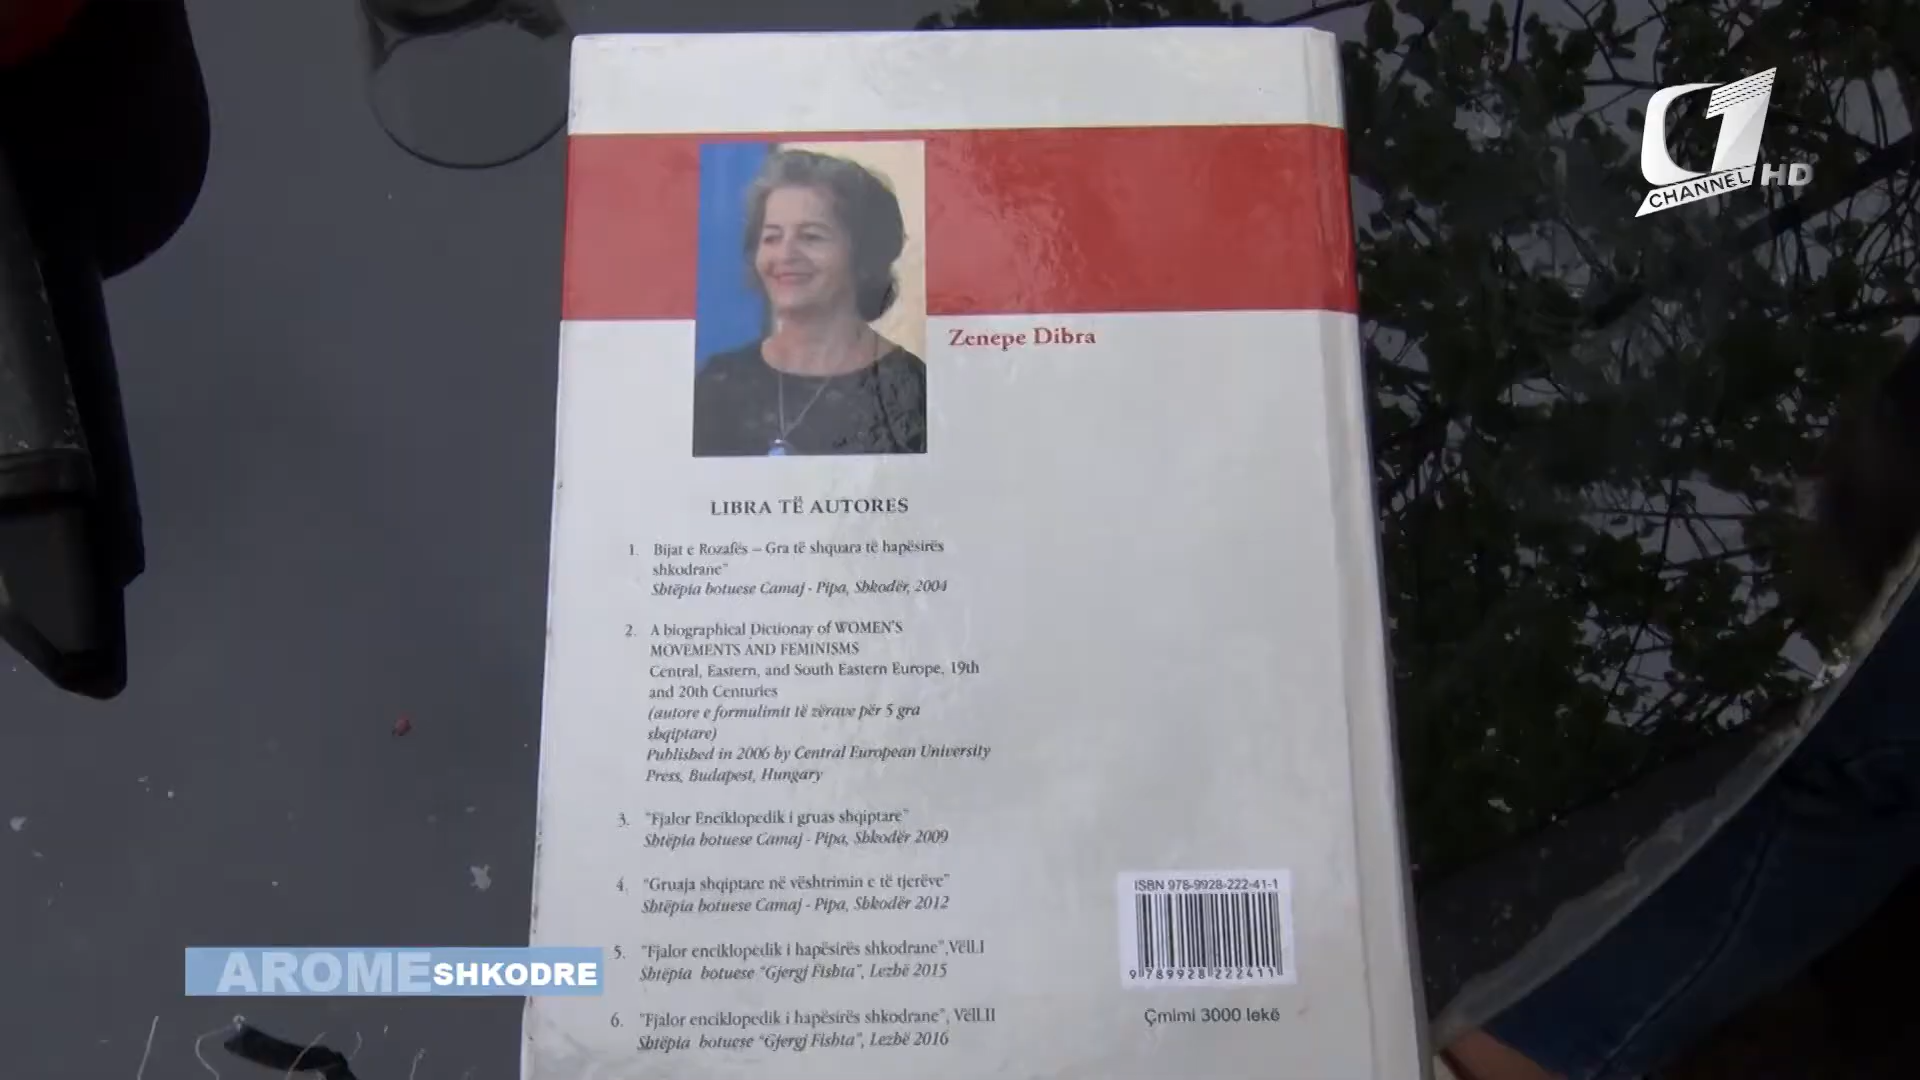 C1
CHANNEL HD
Zenepe Dibra
LIBRA TË AUTORES
1. Bijat e Rozafës – Gra të shquara të hapësirës
shkodrane"
Shtëpia botuese Camaj - Pipa, Shkodër, 2004
2. A biographical Dictionay of WOMEN'S
MOVEMENTS AND FEMINISMS
Central, Eastern, and South Eastern Europe, 19th
and 20th Centuries
(autore e formulimit të zërave për 5 gra
shqiptare)
Published in 2006 by Central European University
Press, Budapest, Hungary
3. "Fjalor Enciklopedik i gruas shqiptare"
Shtëpia botuese Camaj - Pipa, Shkodër 2009
4. "Gruaja shqiptare në vështrimin e të tjerëve"
Shtëpia botuese Camaj - Pipa, Shkodër 2012
5. "Fjalor enciklopedik i hapësirës shkodrane",Vëll.I
Shtëpia botuese "Gjergj Fishta", Lezhë 2015
6. "Fjalor enciklopedik i hapësirës shkodrane", Vëll.II
Shtëpia botuese "Gjergj Fishta", Lezhë 2016
ISBN 978-9928-222-41-1
9 789928 222411
Çmimi 3000 lekë
AROME SHKODRE